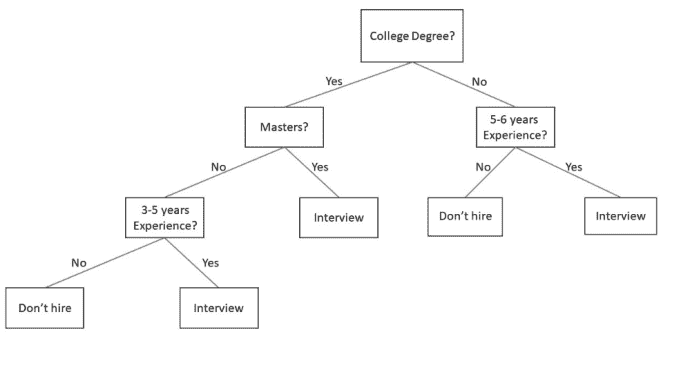 College Degree?
Yes
No
Masters?
5-6 years
Experience?
No
Yes
No
Yes
3-5 years
Experience?
Interview
Don't hire
Interview
No
Yes
Don't hire
Interview